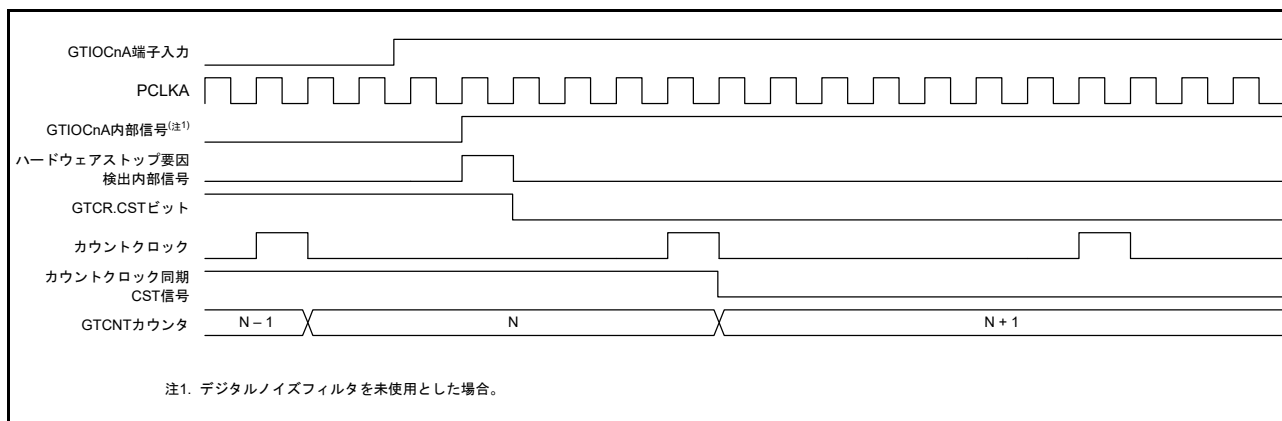 GTIOCnA端子入力
PCLKA
GTIOCnA内部信号(注1)
ハードウェアストップ要因
検出内部信号
GTCR.CSTビット
カウントクロック
カウントクロック同期
CST信号
GTCNTカウンタ
N – 1
N
N + 1
注1. デジタルノイズフィルタを未使用とした場合。